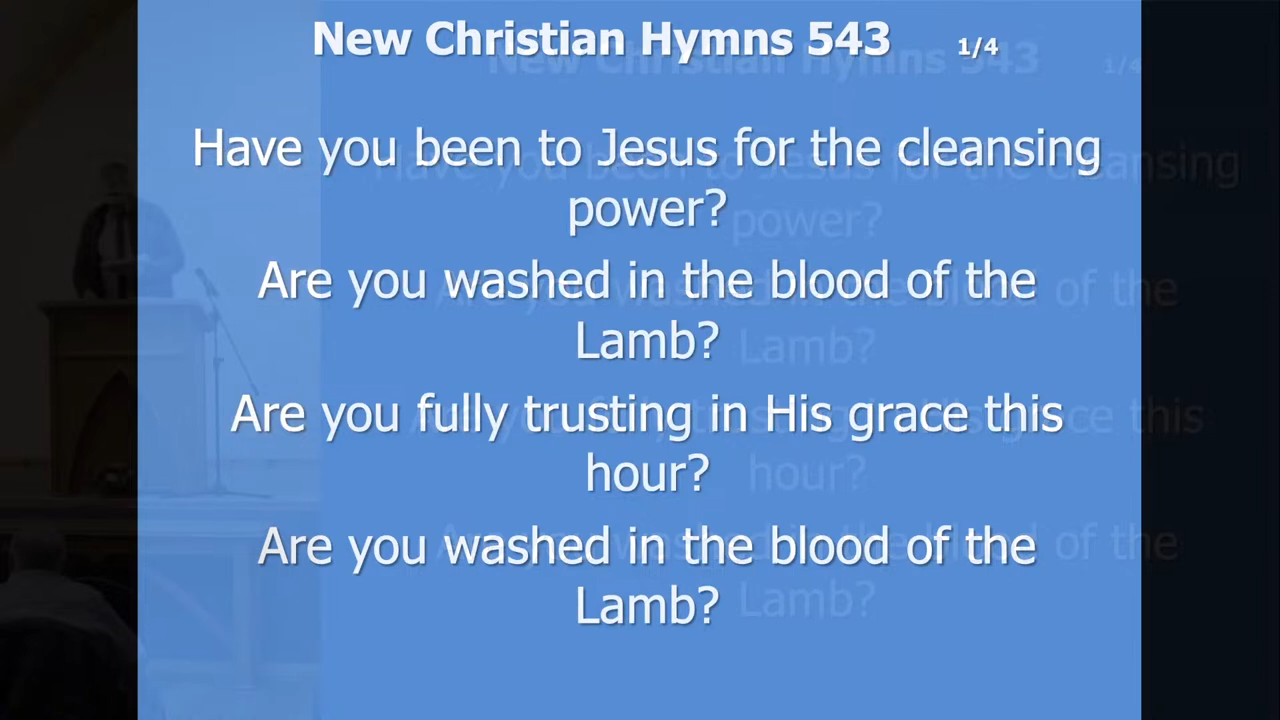 New Christian Hymns 543 1/4
Have you been to Jesus for the cleansing
power?
Are you washed in the blood of the
Lamb?
Are you fully trusting in His grace this
hour?
Are you washed in the blood of the
Lamb?